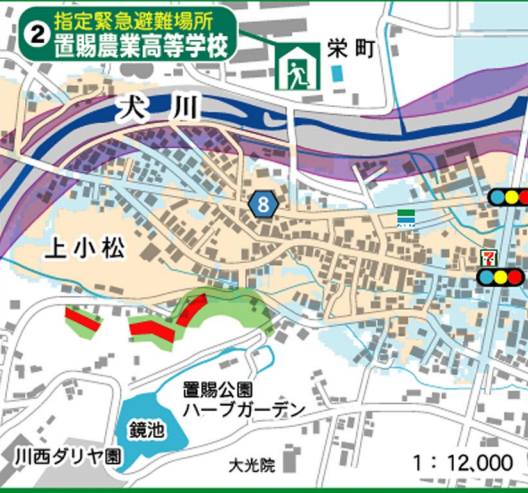 2 指定緊急避難場所
置賜農業高等学校
栄町
犬川
8
上小松
7
置賜公園
ハーブガーデン
鏡池
川西ダリヤ園
大光院
1：12,000